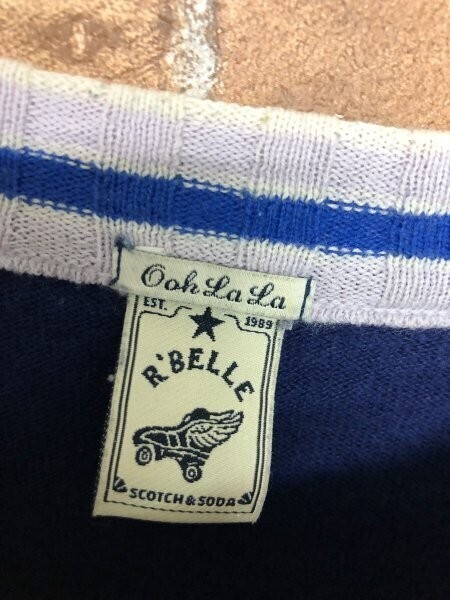 Ooh La La
EST. 1989
R'BELLE
SCOTCH & SODA